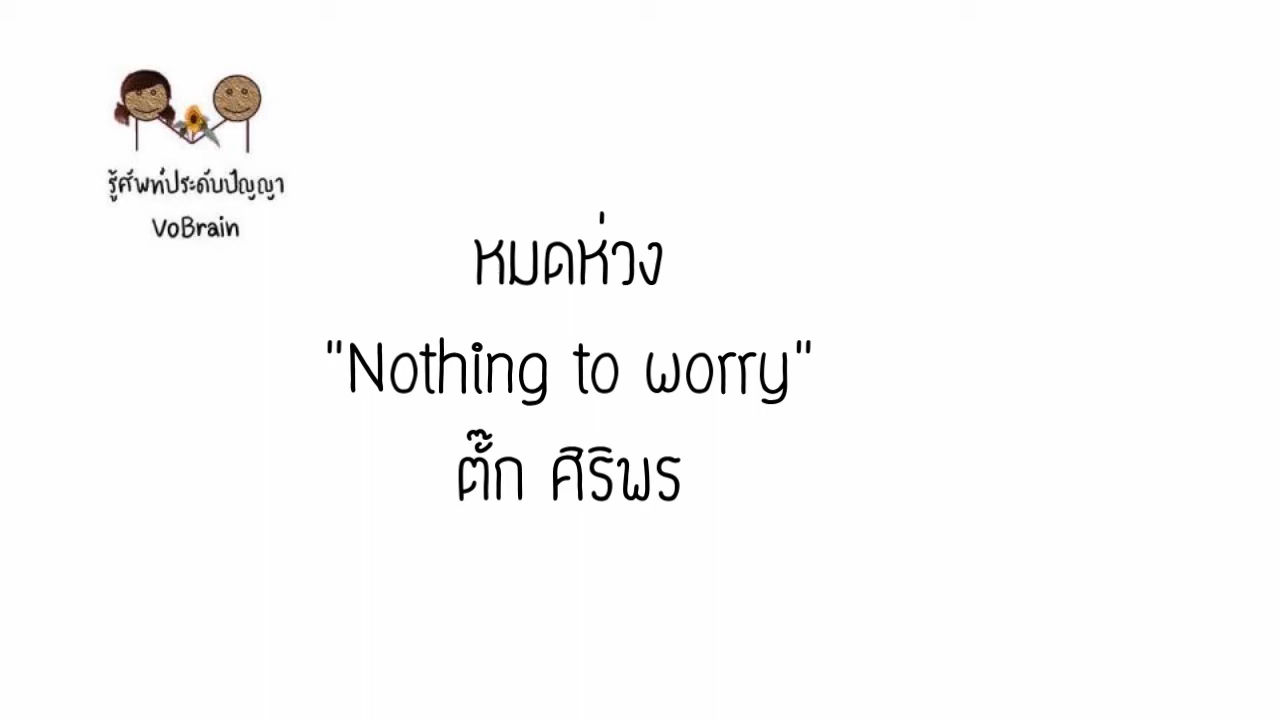 รู้ศัพท์ประดับปัญญา
VoBrain
หมดห่วง
"Nothing to worry"
ตั๊ก ศิริพร